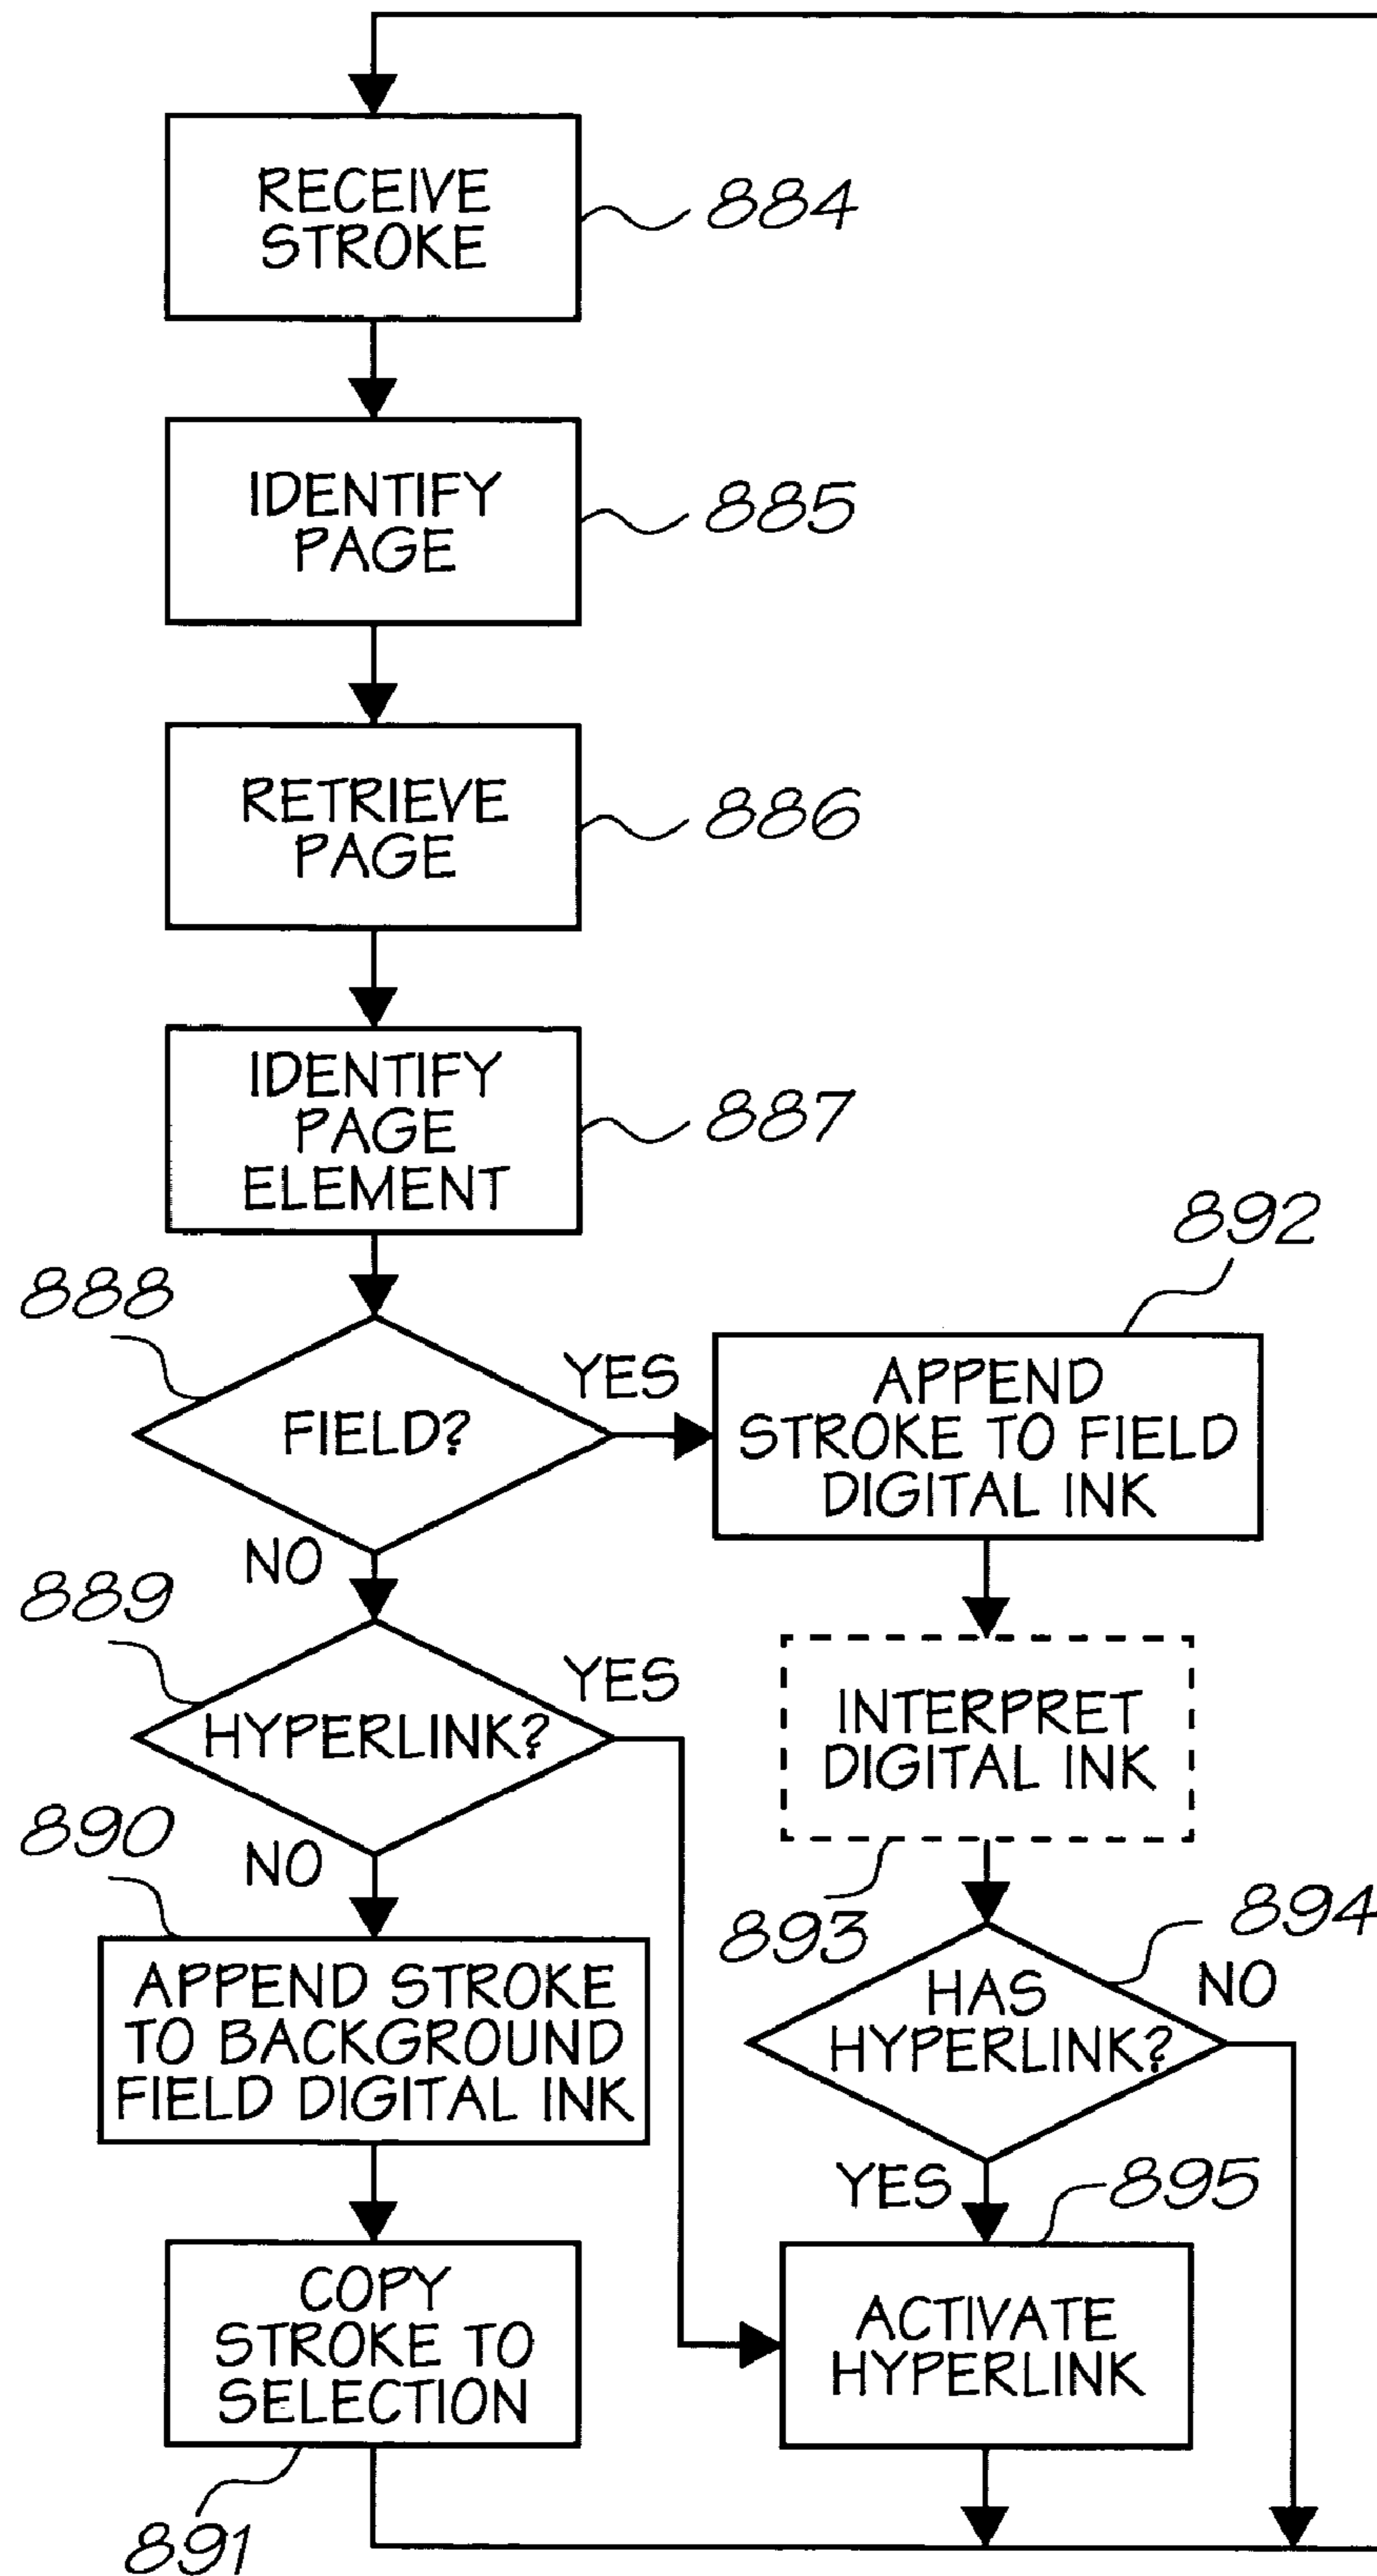 RECEIVE
STROKE
884
IDENTIFY
PAGE
885
RETRIEVE
PAGE
886
IDENTIFY
PAGE
ELEMENT
887
888
FIELD?
YES
NO
892
APPEND
STROKE TO FIELD
DIGITAL INK
889
HYPERLINK?
YES
NO
INTERPRET
DIGITAL INK
893
890
APPEND STROKE
TO BACKGROUND
FIELD DIGITAL INK
894
HAS
HYPERLINK?
NO
YES
895
COPY
STROKE TO
SELECTION
891
ACTIVATE
HYPERLINK